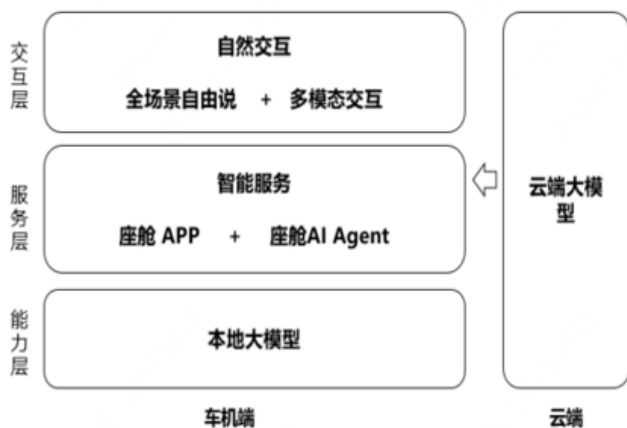 交互层
自然交互
全场景自由说 + 多模态交互
服务层
智能服务
座舱 APP + 座舱AI Agent
能力层
本地大模型
车机端
云端大模
型
云端